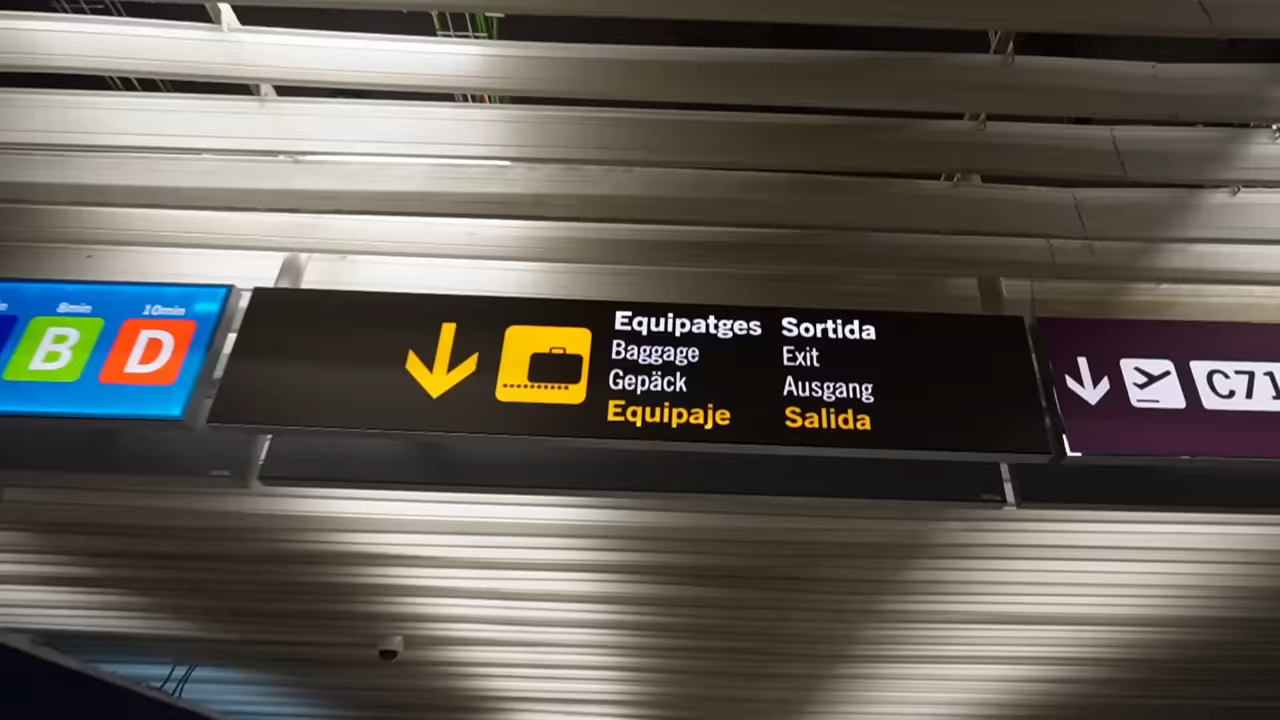 8min
10min
B
D
Equipatges
Baggage
Gepäck
Equipaje
Sortida
Exit
Ausgang
Salida
C71